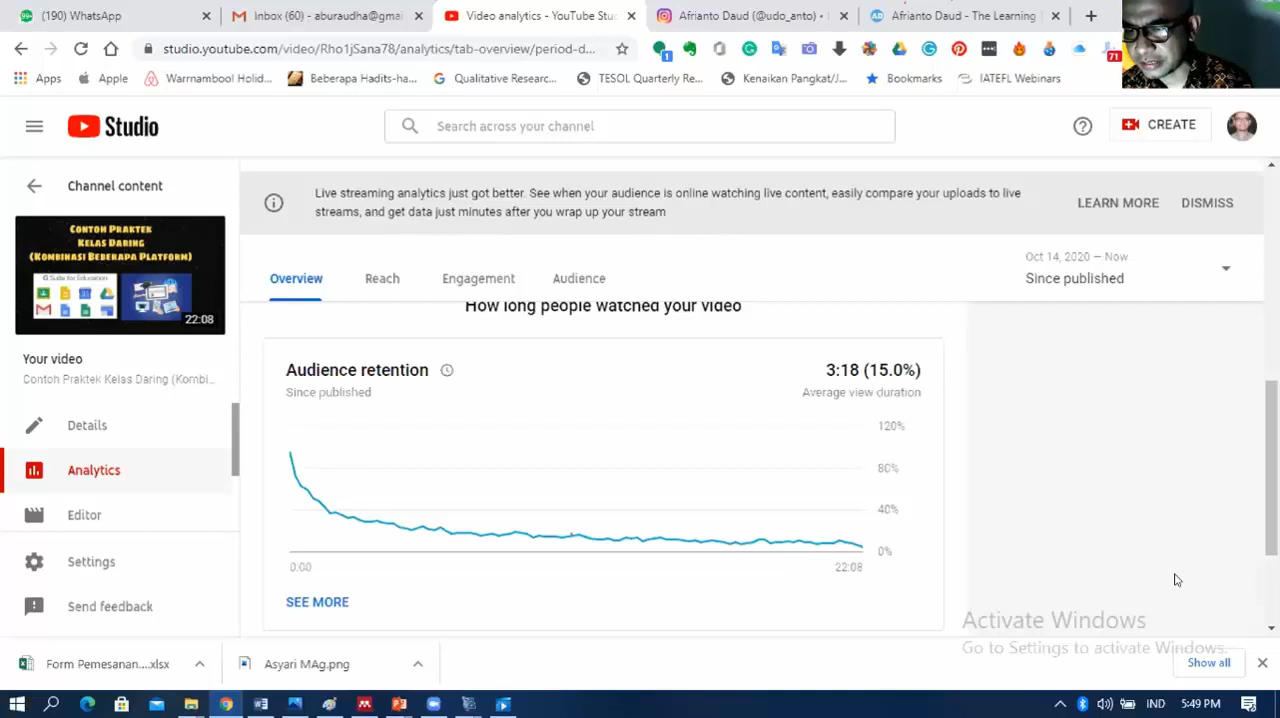 (190) WhatsApp
Inbox (60) - aburaudha@gmai
Video analytics - YouTube Stu
Afrianto Daud (@udo_anto) •
Afrianto Daud - The Learning
studio.youtube.com/video/Rho1jSana78/analytics/tab-overview/period-d...
1
71
Apps
Apple
Warrnambool Holid...
Beberapa Hadits-ha...
Qualitative Researc...
TESOL Quarterly Re...
Kenaikan Pangkat/J...
Bookmarks
IATEFL Webinars
Studio
Search across your channel
CREATE
Channel content
Live streaming analytics just got better. See when your audience is online watching live content, easily compare your uploads to live
streams, and get data just minutes after you wrap up your stream
LEARN MORE
DISMISS
CONTOH PRAKTEK
KELAS DARING
(KOMBINASI BEBERAPA PLATFORM)
G Suite for Education
22:08
Overview
Reach
Engagement
Audience
Oct 14, 2020 – Now
Since published
Your video
Contoh Praktek Kelas Daring (Kombi...
Details
Analytics
Editor
Settings
Send feedback
How long people watched your video
Audience retention
Since published
3:18 (15.0%)
Average view duration
120%
80%
40%
0%
0:00
22:08
SEE MORE
Activate Windows
Go to Settings to activate Windows.
Form Pemesanan....xlsx
Asyari MAg.png
Show all
IND
5:49 PM